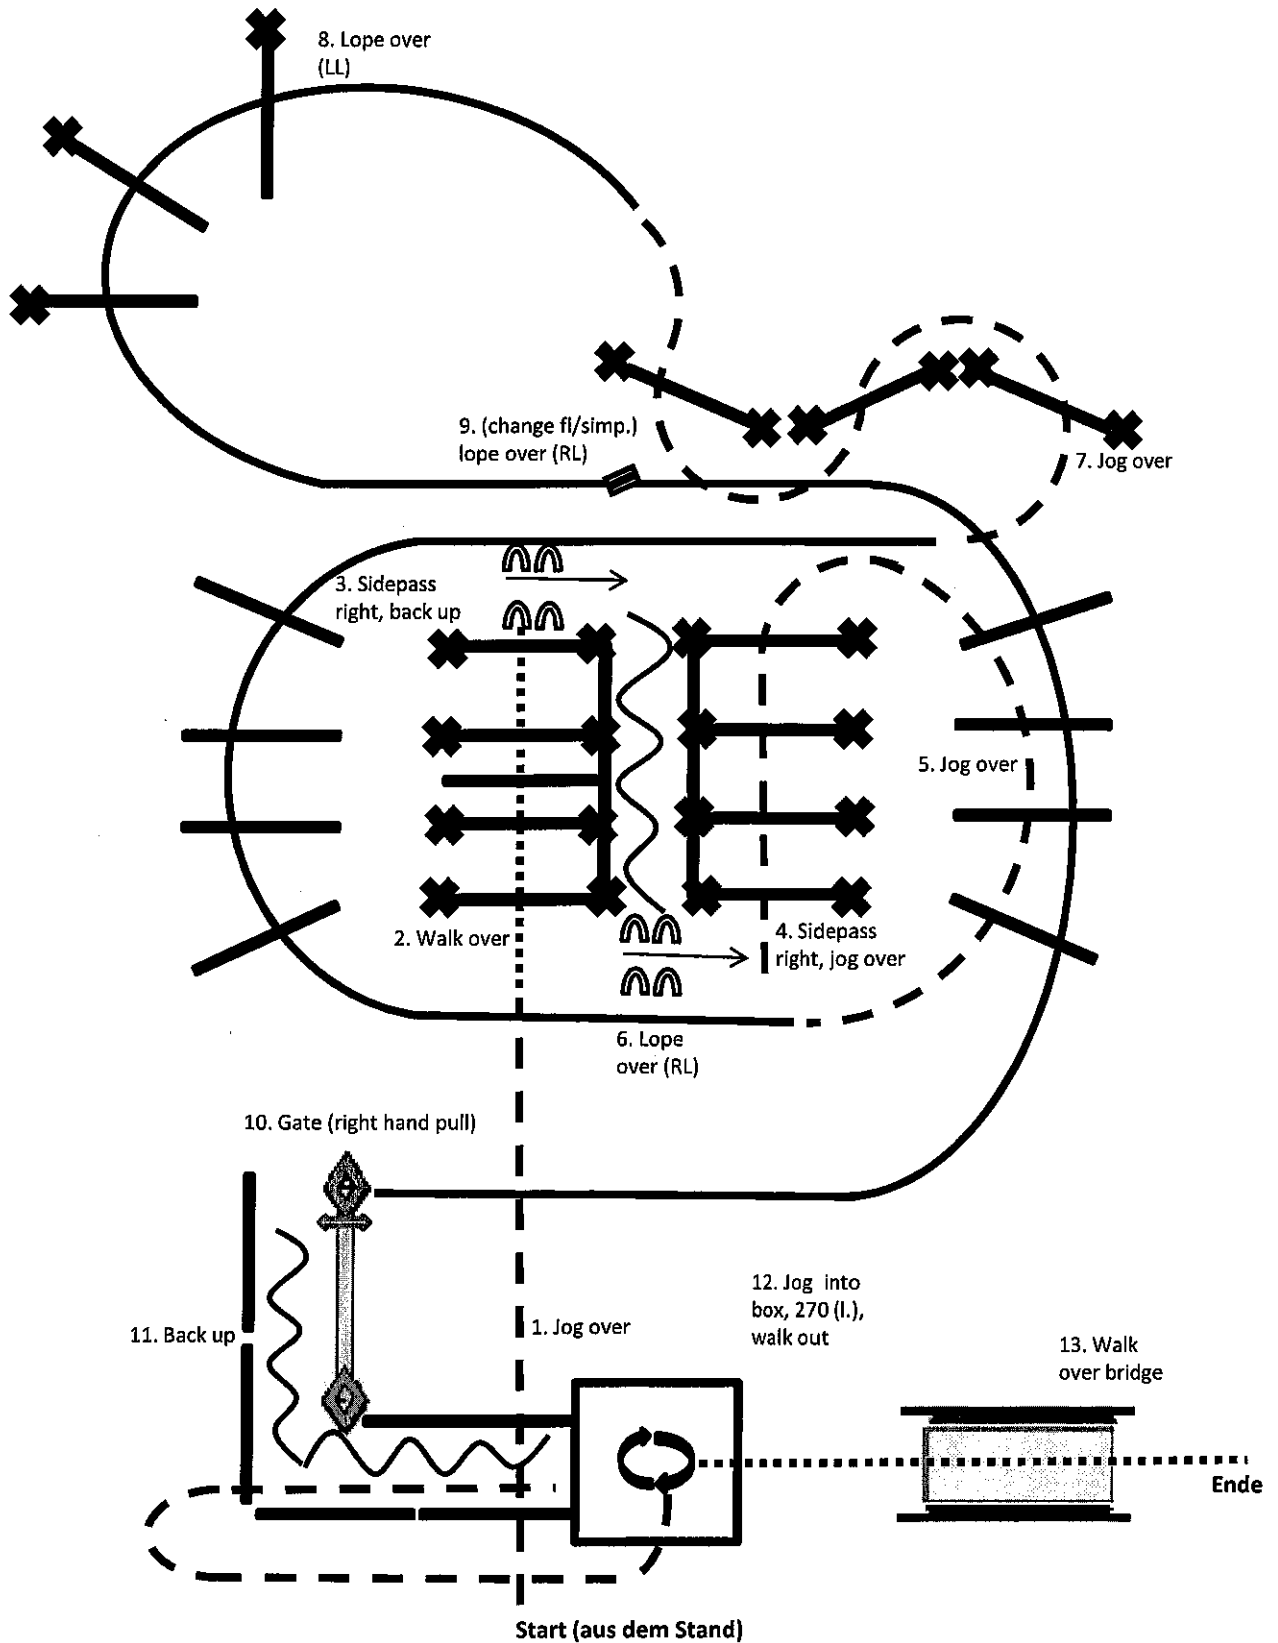 8. Lope over
(LL)
9. (change fl/simp.)
lope over (RL)
7. Jog over
3. Sidepass
right, back up
5. Jog over
2. Walk over
4. Sidepass
right, jog over
6. Lope
over (RL)
10. Gate (right hand pull)
12. Jog into
box, 270 (l.),
walk out
11. Back up
1. Jog over
13. Walk
over bridge
Ende
Start (aus dem Stand)